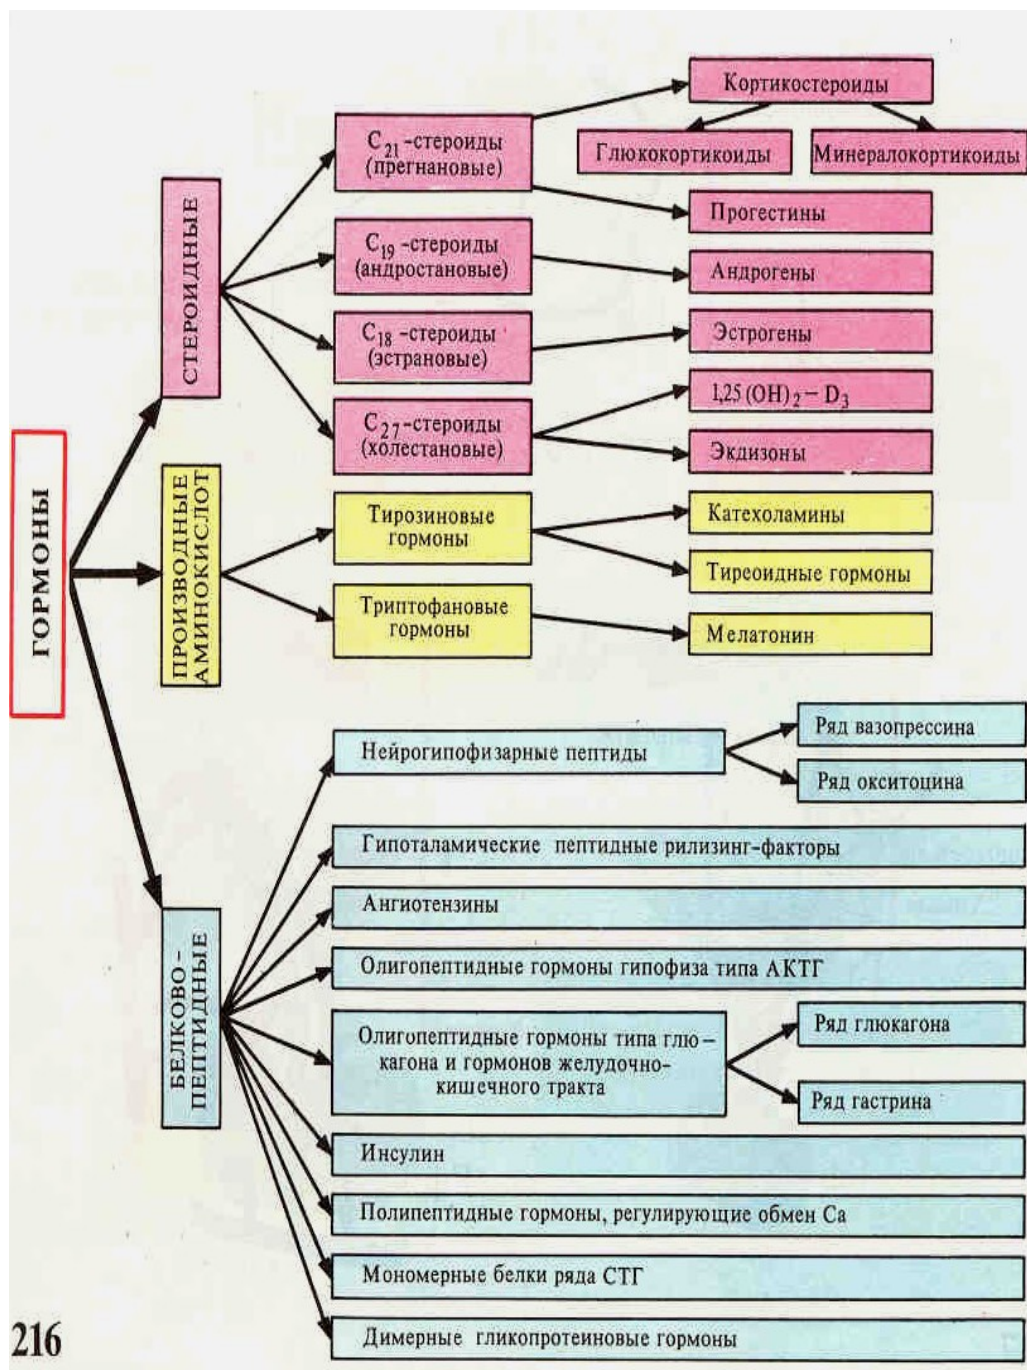 ГОРМОНЫ
СТЕРОИДНЫЕ
C21-стероиды
(прегнановые)
Кортикостероиды
Глюкокортикоиды
Минералокортикоиды
Прогестины
C19-стероиды
(андростановые)
Андрогены
C18-стероиды
(эстрановые)
Эстрогены
C27-стероиды
(холестановые)
1,25(OH)2–D3
Экдизоны
ПРОИЗВОДНЫЕ
АМИНОКИСЛОТ
Тирозиновые
гормоны
Катехоламины
Тиреоидные гормоны
Триптофановые
гормоны
Мелатонин
БЕЛКОВО-
ПЕПТИДНЫЕ
Нейрогипофизарные пептиды
Ряд вазопрессина
Ряд окситоцина
Гипоталамические пептидные рилизинг-факторы
Ангиотензины
Олигопептидные гормоны гипофиза типа АКТГ
Олигопептидные гормоны типа глю-
кагона и гормонов желудочно-
кишечного тракта
Ряд глюкагона
Ряд гастрина
Инсулин
Полипептидные гормоны, регулирующие обмен Ca
Мономерные белки ряда СТГ
Димерные гликопротеиновые гормоны
216